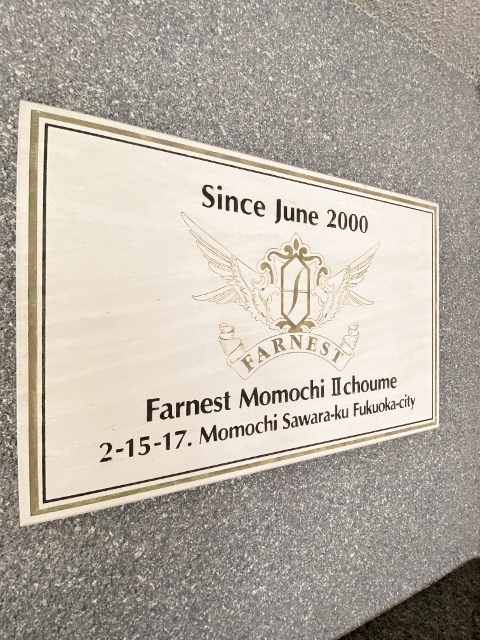 Since June 2000
FARNEST
Farnest Momochi Ⅱchoume
2-15-17. Momochi Sawara-ku Fukuoka-city